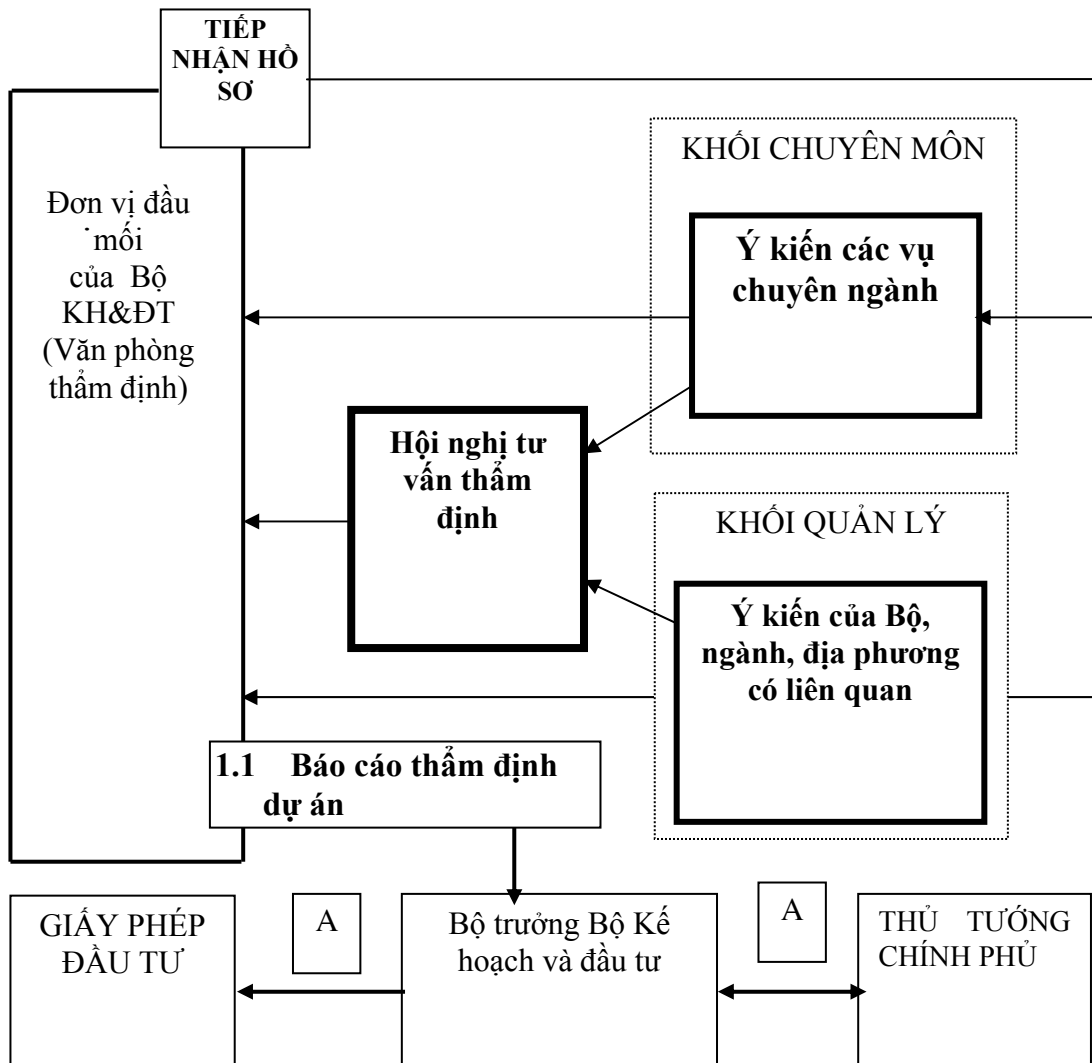 TIẾP
NHẬN HỒ
SƠ
KHỐI CHUYÊN MÔN
Đơn vị đầu
mối
của Bộ
KH&ĐT
(Văn phòng
thẩm định)
Ý kiến các vụ
chuyên ngành
Hội nghị tư
vấn thẩm
định
KHỐI QUẢN LÝ
Ý kiến của Bộ,
ngành, địa phương
có liên quan
1.1 Báo cáo thẩm định
dự án
GIẤY PHÉP
ĐẦU TƯ
A
Bộ trưởng Bộ Kế
hoạch và đầu tư
A
THỦ TƯỚNG
CHÍNH PHỦ